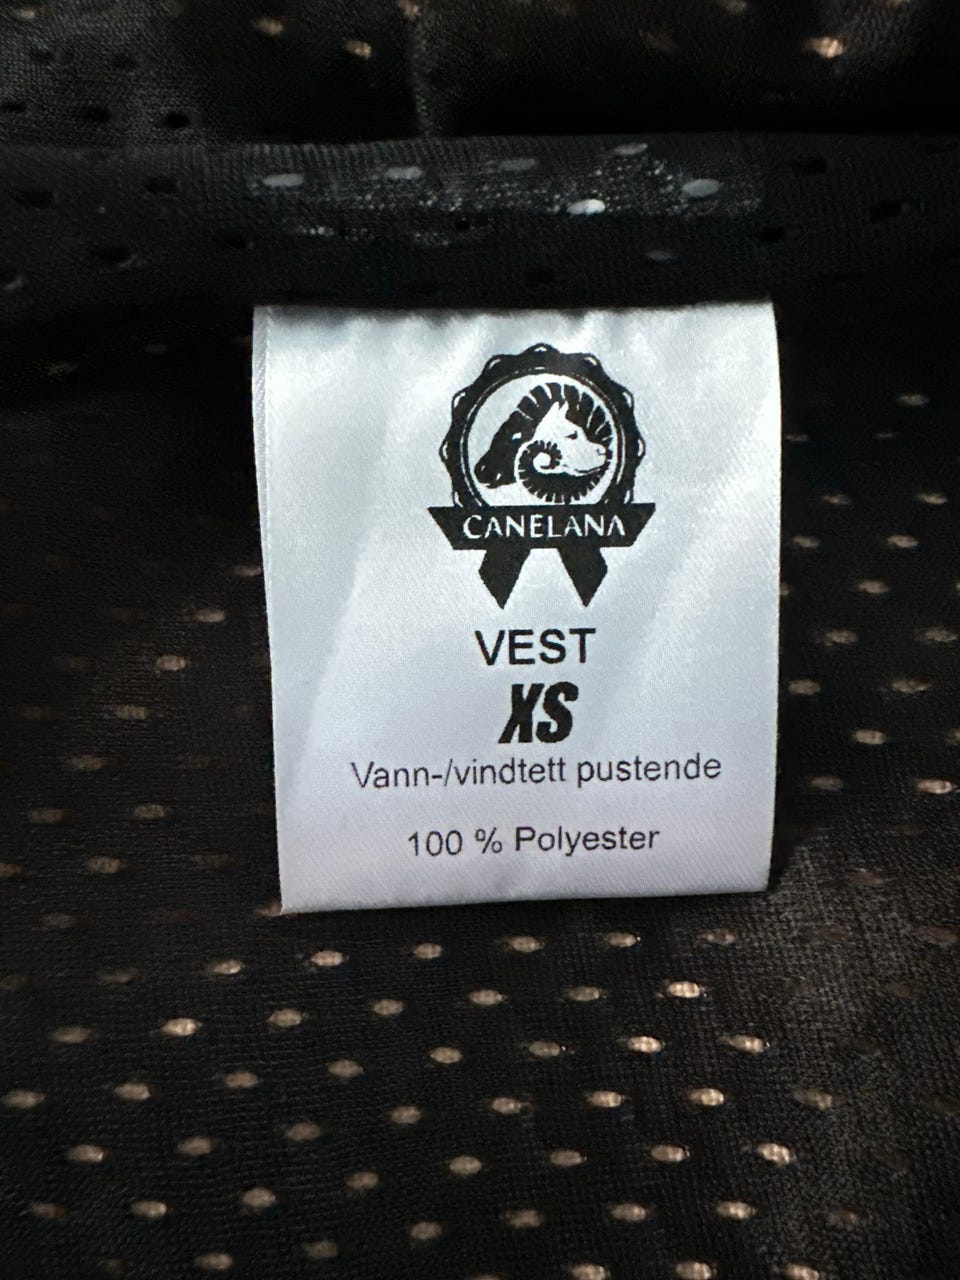 CANELANA
VEST
XS
Vann-/vindtett pustende
100 % Polyester